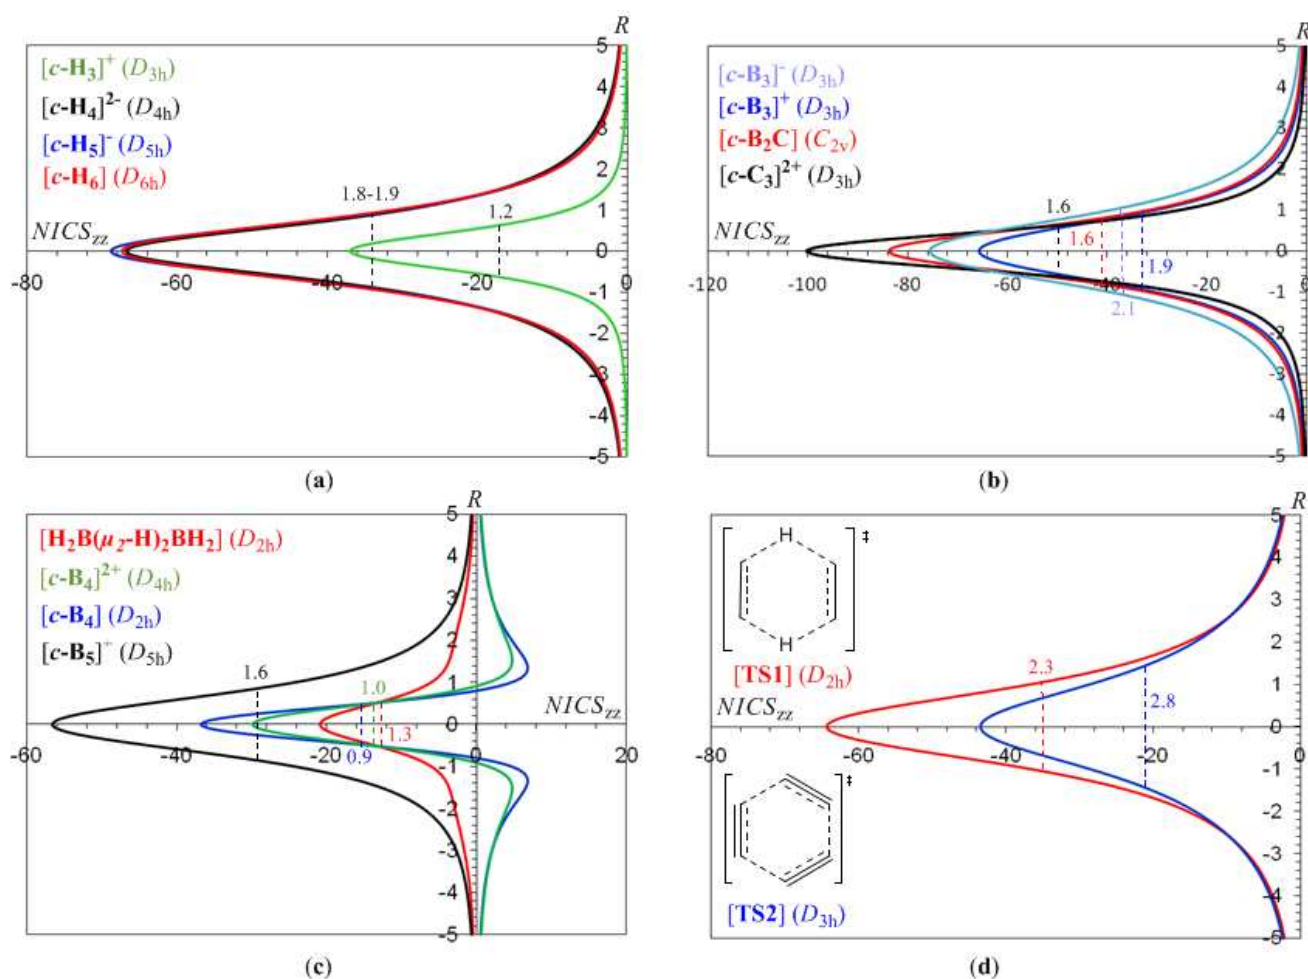 R
5
[c-H3]+ (D3h)
4
[c-H4]2- (D4h)
3
[c-H5]- (D5h)
2
[c-H6] (D6h)
1.8-1.9
1.2
1
NICSzz
0
-80
-60
-40
-20
0
-1
-2
-3
-4
-5
(a)
R
5
[c-B3]- (D3h)
4
[c-B3]+ (D3h)
3
[c-B2C] (C2v)
2
[c-C3]2+ (D3h)
1.6
1
NICSzz
1.6
1.9
0
-120
-100
-80
-60
-40
-20
0
2.1
-1
-2
-3
-4
-5
(b)
R
5
[H2B(μ2-H)2BH2] (D2h)
4
[c-B4]2+ (D4h)
3
[c-B4] (D2h)
2
[c-B5]+ (D5h)
1.6
1.0
1
NICSzz
0
1.3
-60
-40
-20
0
20
0.9
-1
-2
-3
-4
-5
(c)
R
5
H
‡
4
3
H
2
[TS1] (D2h)
2.3
1
NICSzz
2.8
0
-80
-60
-40
-20
0
‡
-1
-2
-3
-4
[TS2] (D3h)
-5
(d)